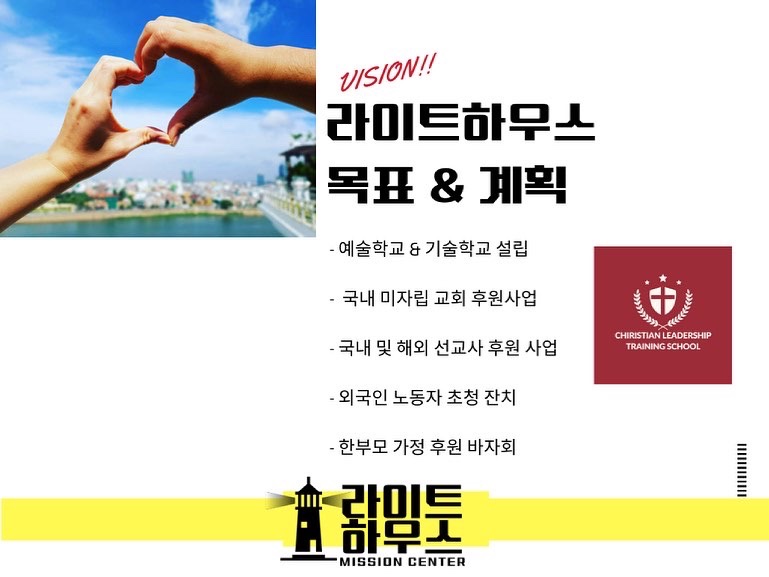 VISION!!
라이트하우스
목표 & 계획
- 예술학교 & 기술학교 설립
- 국내 미자립 교회 후원사업
- 국내 및 해외 선교사 후원 사업
- 외국인 노동자 초청 잔치
- 한부모 가정 후원 바자회
CHIRISTIAN LEADERSHIP
TRAINING SCHOOL
라이트
하우스
MISSION CENTER